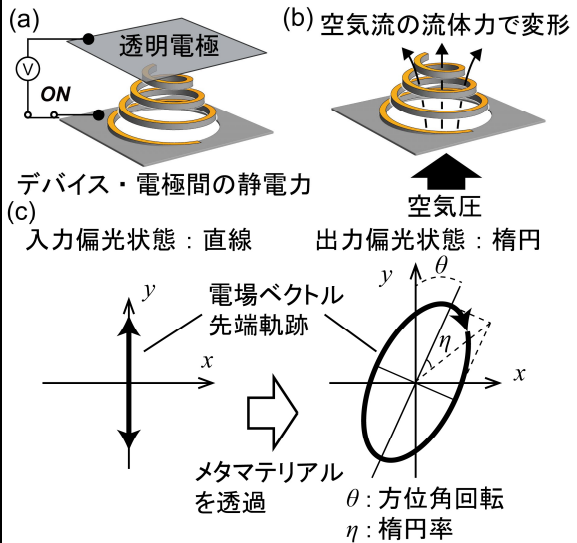 (a)
透明電極
V
ON
デバイス・電極間の静電力
(b)
空気流の流体力で変形
空気圧
(c)
入力偏光状態：直線
出力偏光状態：楕円
y
x
電場ベクトル
先端軌跡
メタマテリアル
を透過
y
θ
η
x
θ : 方位角回転
η : 楕円率